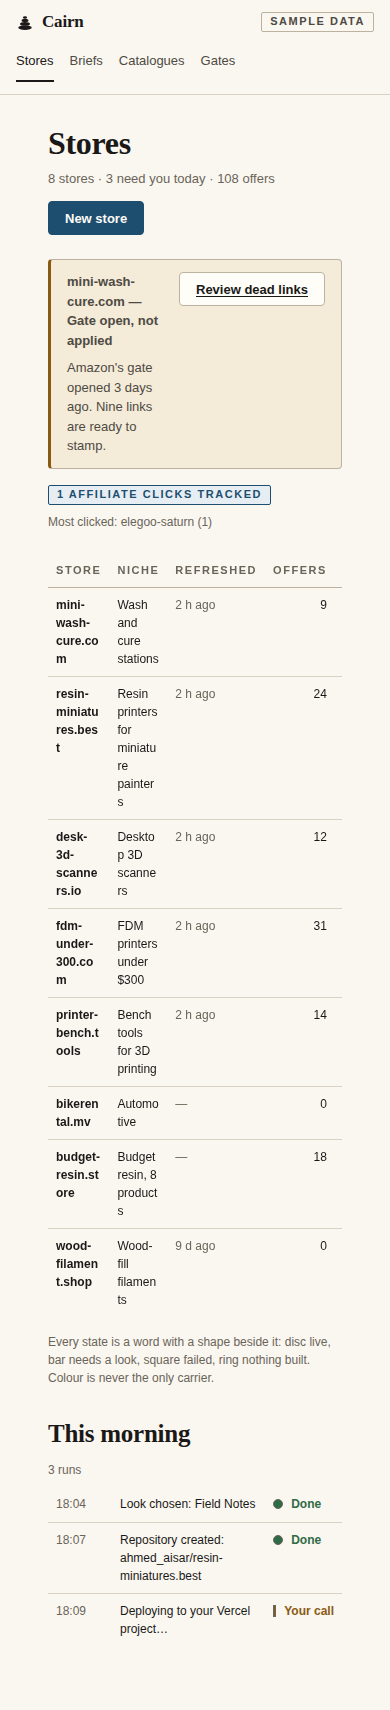 Cairn
SAMPLE DATA
Stores Briefs Catalogues Gates
Stores
8 stores · 3 need you today · 108 offers
New store
mini-wash-
cure.com —
Gate open, not
applied
Review dead links
Amazon's gate
opened 3 days
ago. Nine links
are ready to
stamp.
1 AFFILIATE CLICKS TRACKED
Most clicked: elegoo-saturn (1)
STORE NICHE REFRESHED OFFERS
mini- Wash 2 h ago 9
wash- and
cure.co cure
m stations
resin- Resin 2 h ago 24
miniatu printers
res.bes for
t miniatu
re
painter
s
desk- Deskto 2 h ago 12
3d- p 3D
scanne scanne
rs.io rs
fdm- FDM 2 h ago 31
under- printers
300.co under
m $300
printer- Bench 2 h ago 14
bench.t tools
ools for 3D
printing
bikeren Automo — 0
tal.mv tive
budget- Budget — 18
resin.st resin, 8
ore product
s
wood- Wood- 9 d ago 0
filamen fill
t.shop filamen
ts
Every state is a word with a shape beside it: disc live,
bar needs a look, square failed, ring nothing built.
Colour is never the only carrier.
This morning
3 runs
18:04 Look chosen: Field Notes Done
18:07 Repository created: Done
ahmed_aisar/resin-
miniatures.best
18:09 Deploying to your Vercel Your call
project…